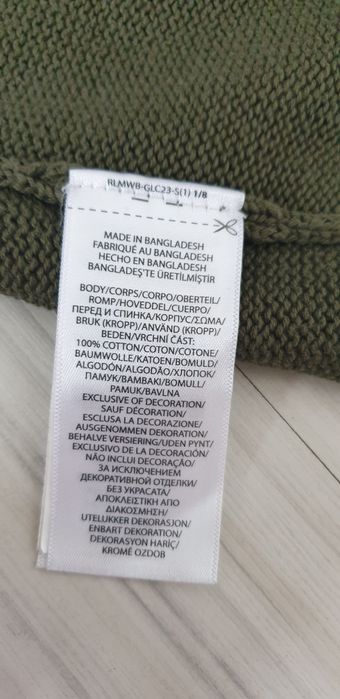 RLMWB-GLC23-S(1) 1/8
MADE IN BANGLADESH
FABRIQUÉ AU BANGLADESH
HECHO EN BANGLADESH
BANGLADEŞ'TE ÜRETİLMİŞTİR
BODY/CORPS/CORPO/OBERTEIL/
ROMP/HOVEDDEL/CUERPO/
ПЕРЕД И СПИНКА/КОРПУС/ΣΩΜΑ/
BRUK (KROPP)/ANVÄND (KROPP)/
BEDEN/VRCHNÍ ČÁST:
100% COTTON/COTON/COTONE/
BAUMWOLLE/KATOEN/BOMULD/
ALGODÓN/ALGODÃO/ХЛОПОК/
ПАМУК/ΒΑΜΒΑΚΙ/BOMULL/
PAMUK/BAVLNA
EXCLUSIVE OF DECORATION/
SAUF DÉCORATION/
ESCLUSA LA DECORAZIONE/
AUSGENOMMEN DEKORATION/
BEHALVE VERSIERING/UDEN PYNT/
EXCLUSIVO DE LA DECORACIÓN/
NÃO INCLUI DECORAÇÃO/
ЗА ИСКЛЮЧЕНИЕМ
ДЕКОРАТИВНОЙ ОТДЕЛКИ/
БЕЗ УКРАСАТА/
ΑΠΟΚΛΕΙΣΤΙΚΗ ΑΠΟ
ΔΙΑΚΟΣΜΗΣΗ/
UTELUKKER DEKORASJON/
ENBART DEKORATION/
DEKORASYON HARİÇ/
KROMĚ OZDOB